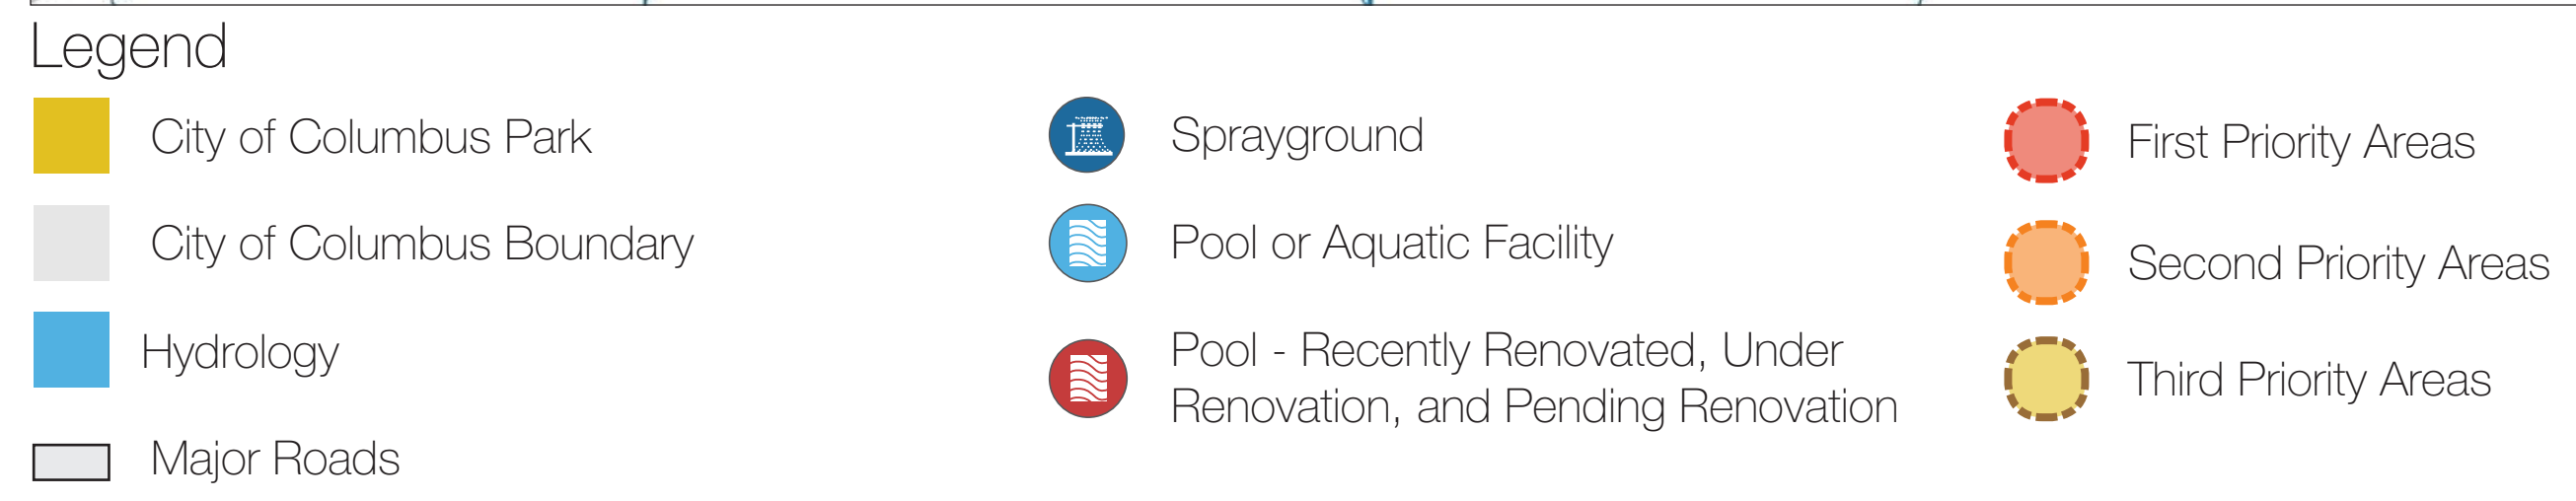 Legend
City of Columbus Park
City of Columbus Boundary
Hydrology
Major Roads
Sprayground
Pool or Aquatic Facility
Pool - Recently Renovated, Under
Renovation, and Pending Renovation
First Priority Areas
Second Priority Areas
Third Priority Areas